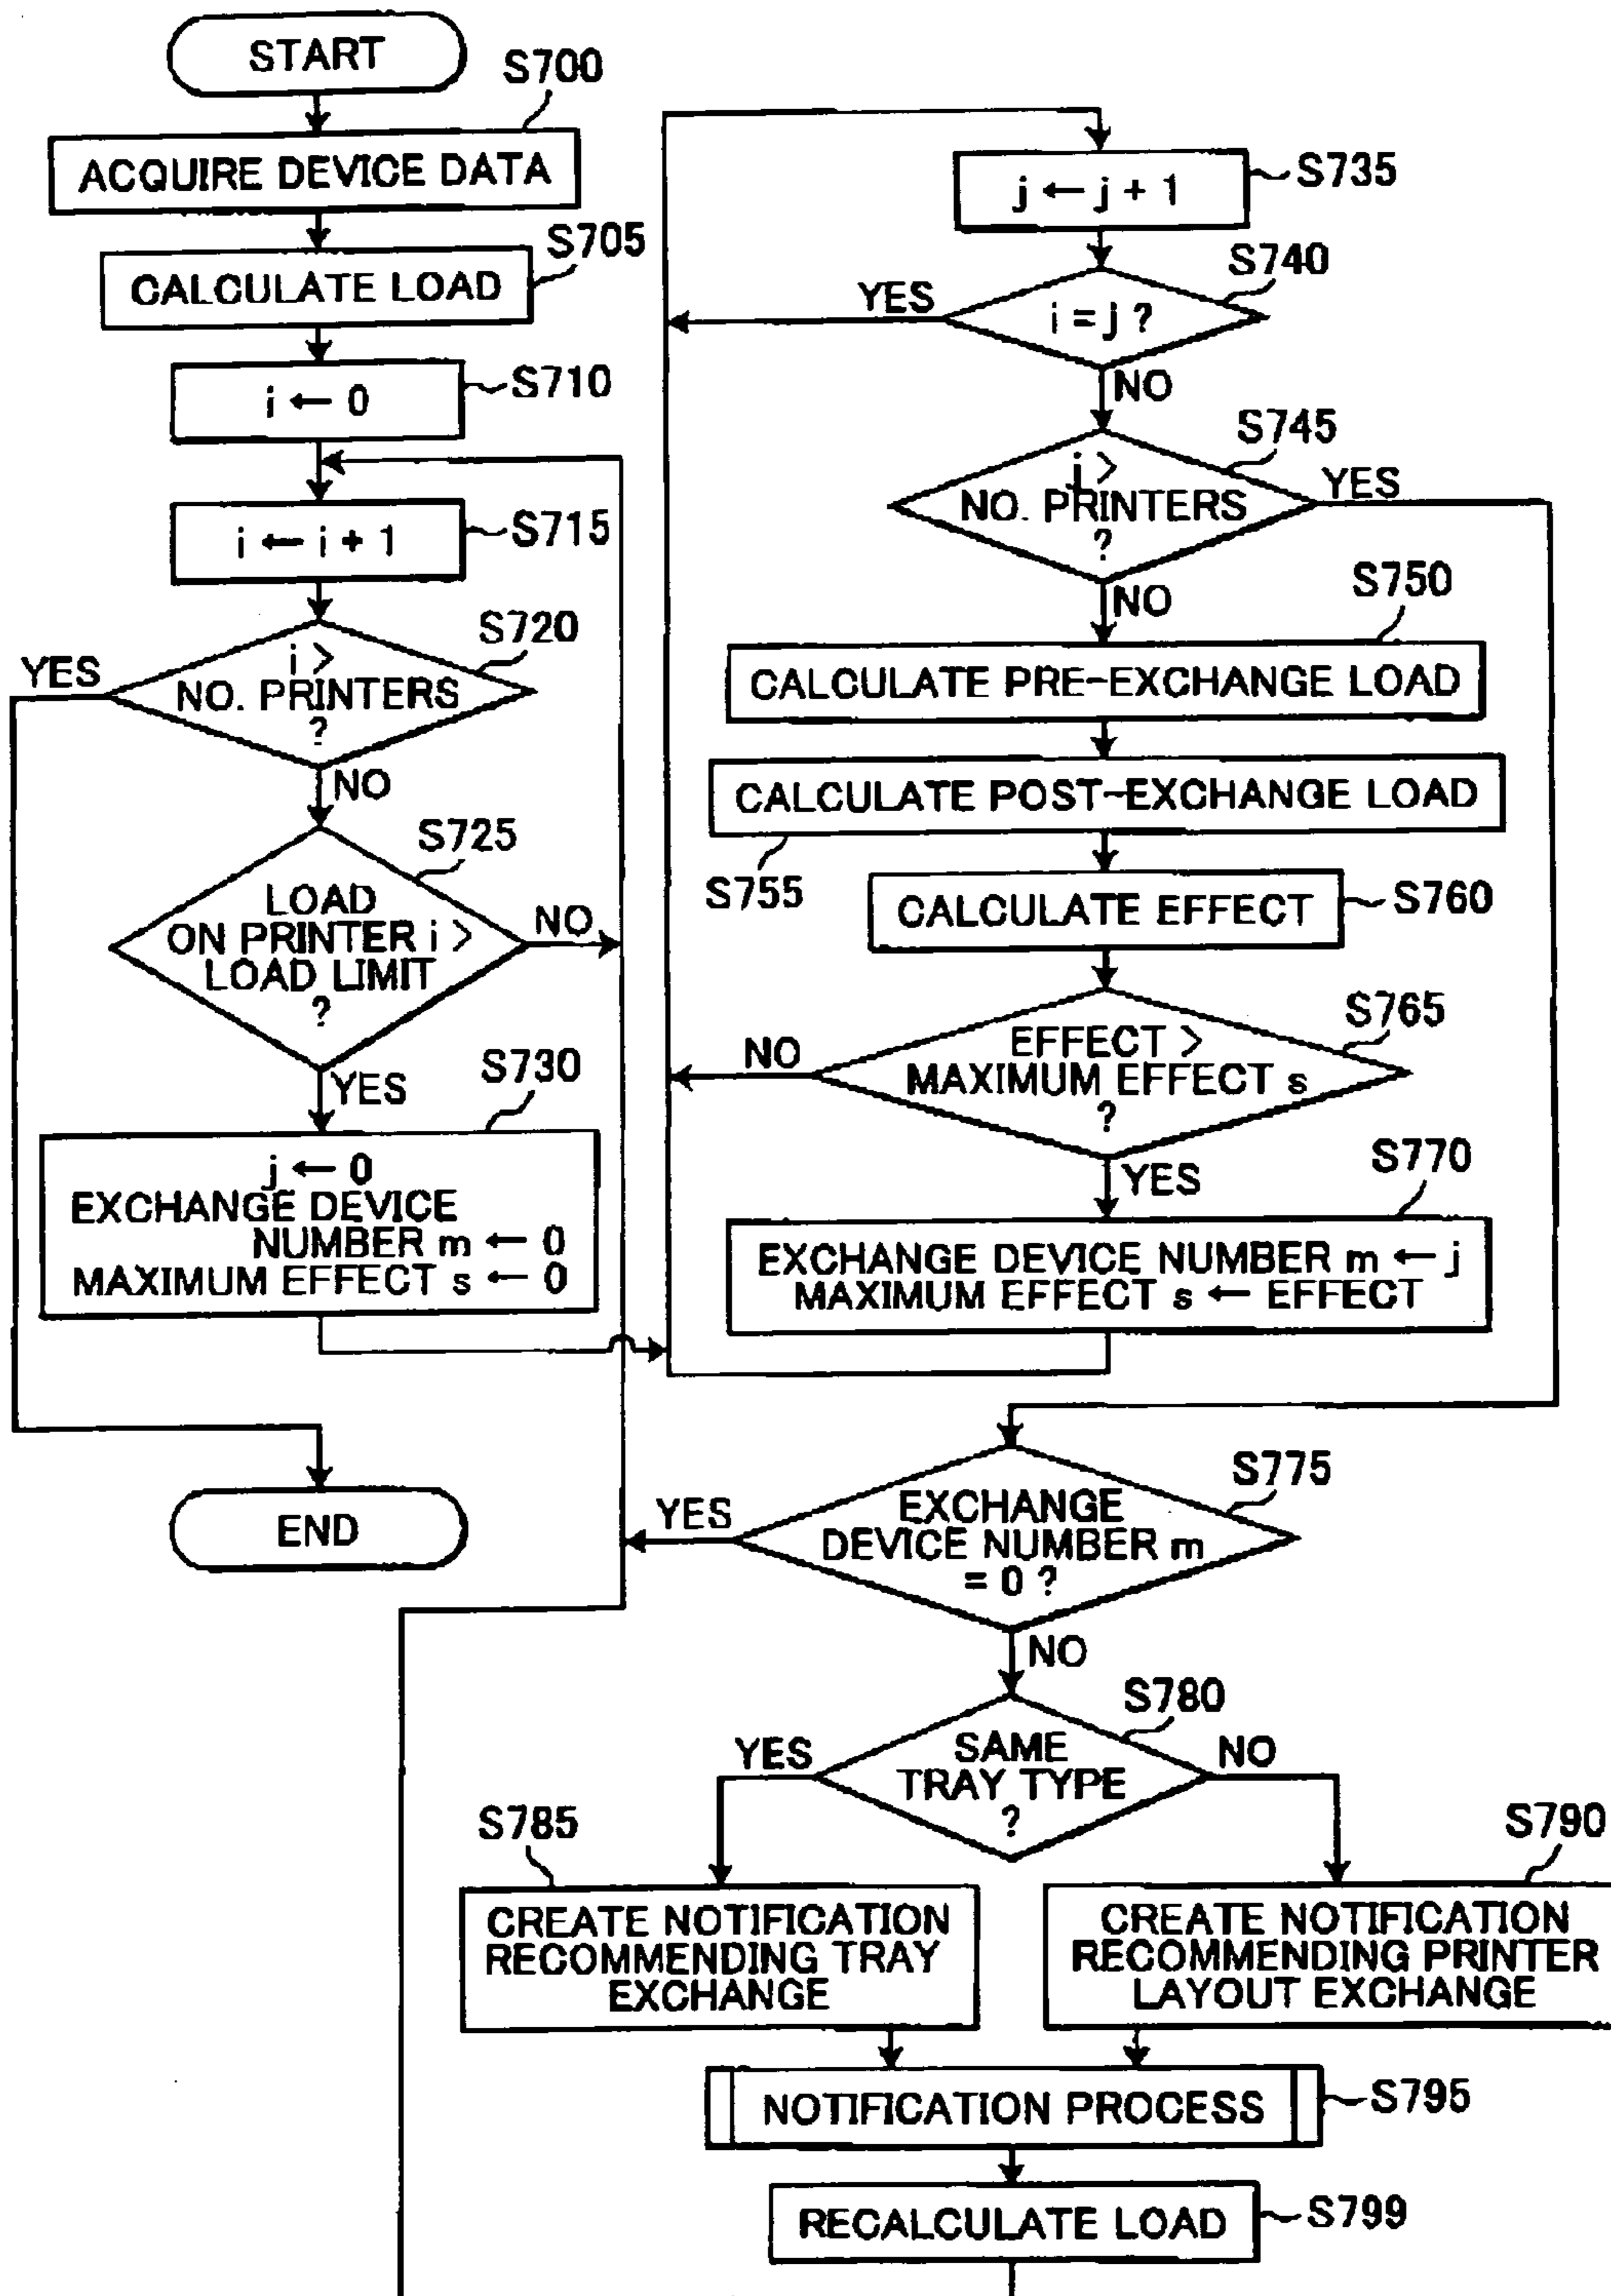 START
S700
ACQUIRE DEVICE DATA
S705
CALCULATE LOAD
i ← 0
S710
i ← i + 1
S715
S720
i >
NO. PRINTERS
?
YES
NO
S725
LOAD
ON PRINTER i >
LOAD LIMIT
?
NO
YES
S730
j ← 0
EXCHANGE DEVICE
NUMBER m ← 0
MAXIMUM EFFECT s ← 0
END
j ← j + 1
S735
S740
i = j ?
YES
NO
S745
j >
NO. PRINTERS
?
YES
NO
S750
CALCULATE PRE-EXCHANGE LOAD
CALCULATE POST-EXCHANGE LOAD
S755
CALCULATE EFFECT
S760
S765
EFFECT >
MAXIMUM EFFECT s
?
NO
YES
S770
EXCHANGE DEVICE NUMBER m ← j
MAXIMUM EFFECT s ← EFFECT
S775
EXCHANGE
DEVICE NUMBER m
= 0 ?
YES
NO
S780
SAME
TRAY TYPE
?
YES
NO
S785
CREATE NOTIFICATION
RECOMMENDING TRAY
EXCHANGE
S790
CREATE NOTIFICATION
RECOMMENDING PRINTER
LAYOUT EXCHANGE
NOTIFICATION PROCESS
S795
RECALCULATE LOAD
S799